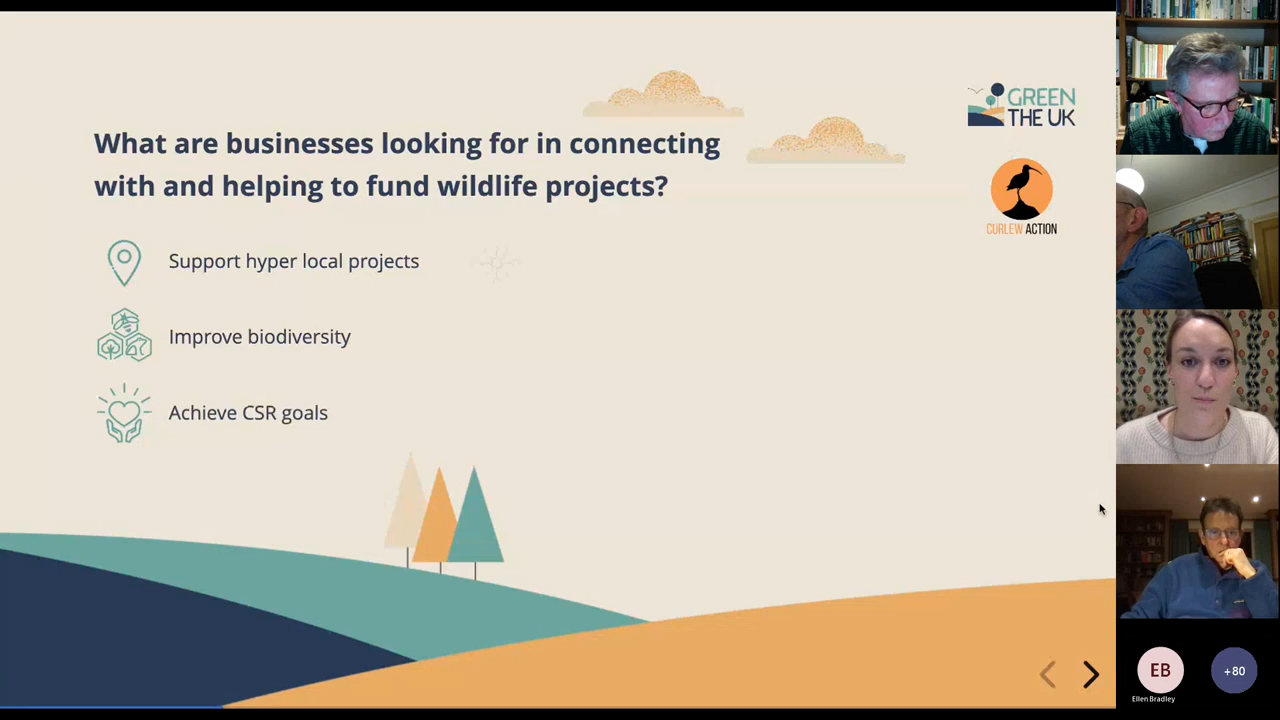 What are businesses looking for in connecting
with and helping to fund wildlife projects?
GREEN
THE UK
CURLEW ACTION
Support hyper local projects
Improve biodiversity
Achieve CSR goals
EB
+80
Ellen Bradley